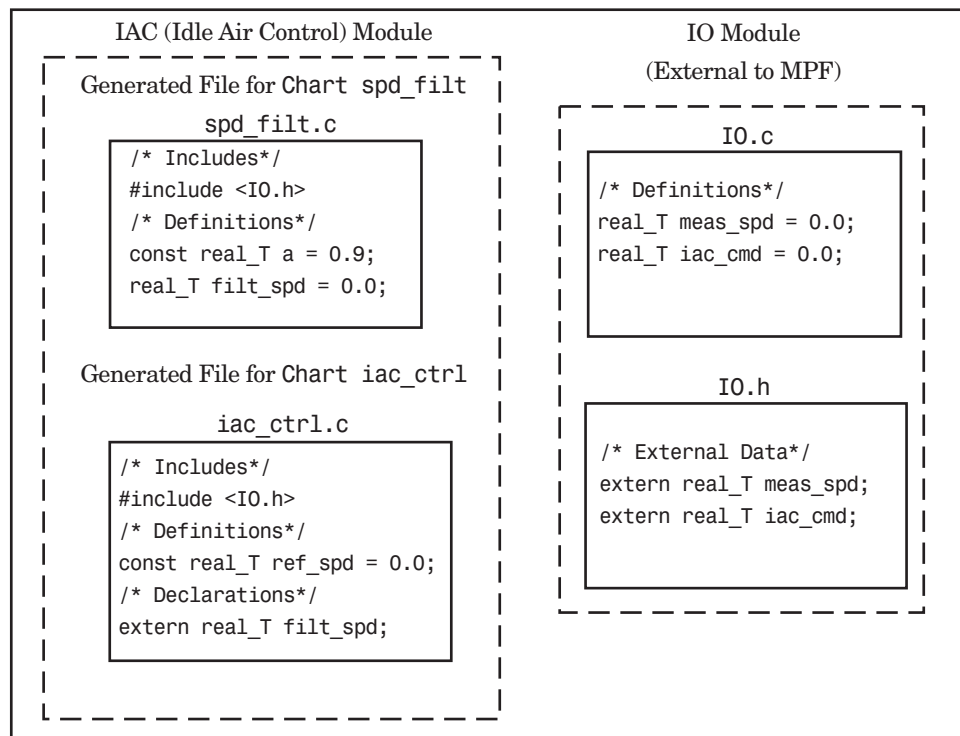 IAC (Idle Air Control) Module
Generated File for Chart spd_filt
spd_filt.c
/* Includes*/
#include <IO.h>
/* Definitions*/
const real_T a = 0.9;
real_T filt_spd = 0.0;
Generated File for Chart iac_ctrl
iac_ctrl.c
/* Includes*/
#include <IO.h>
/* Definitions*/
const real_T ref_spd = 0.0;
/* Declarations*/
extern real_T filt_spd;
IO Module
(External to MPF)
IO.c
/* Definitions*/
real_T meas_spd = 0.0;
real_T iac_cmd = 0.0;
IO.h
/* External Data*/
extern real_T meas_spd;
extern real_T iac_cmd;